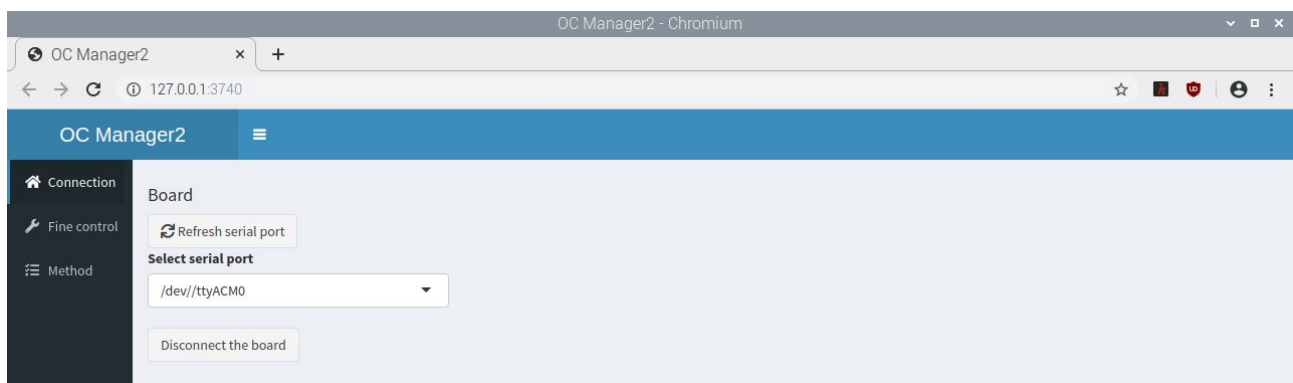 OC Manager2 - Chromium
OC Manager2
127.0.0.1:3740
OC Manager2
Connection
Fine control
Method
Board
Refresh serial port
Select serial port
/dev//ttyACM0
Disconnect the board